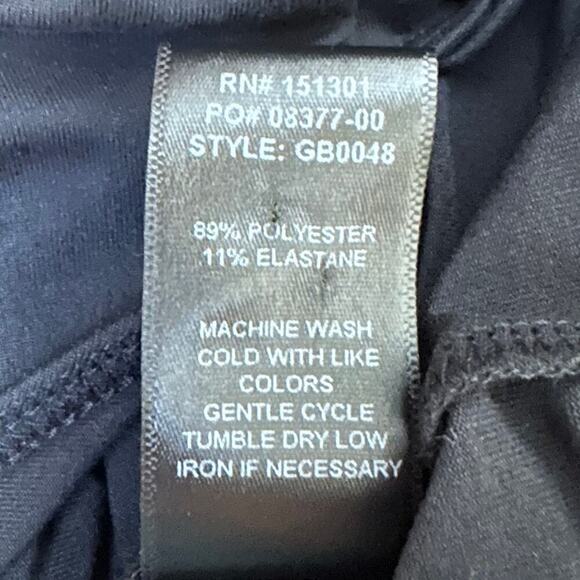 RN# 151301
PO# 08377-00
STYLE: GB0048
89% POLYESTER
11% ELASTANE
MACHINE WASH
COLD WITH LIKE
COLORS
GENTLE CYCLE
TUMBLE DRY LOW
IRON IF NECESSARY